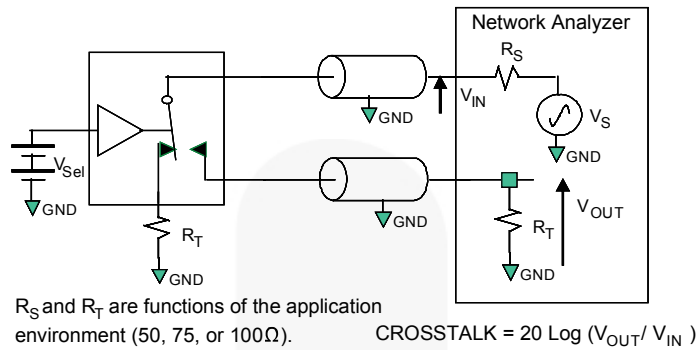 Network Analyzer
R_S
V_IN
GND
V_S
GND
V_Sel
GND
GND
V_OUT
R_T
R_T
GND
GND
R_S and R_T are functions of the application
environment (50, 75, or 100Ω).
CROSSTALK = 20 Log (V_OUT/ V_IN )